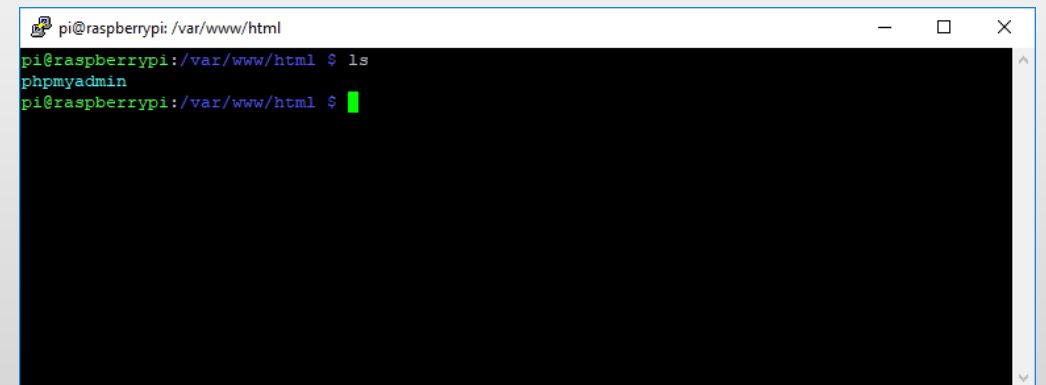 pi@raspberrypi: /var/www/html
pi@raspberrypi:/var/www/html $ ls
phpmyadmin
pi@raspberrypi:/var/www/html $